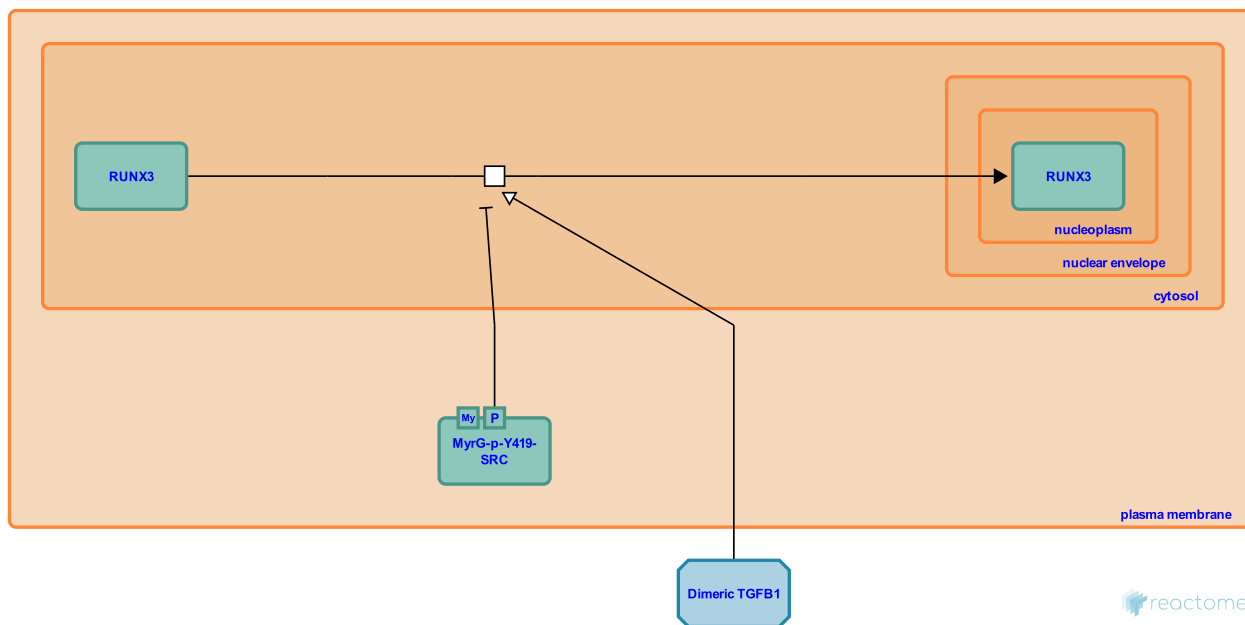 RUNX3
RUNX3
nucleoplasm
nuclear envelope
cytosol
My
P
MyrG-p-Y419-
SRC
plasma membrane
Dimeric TGFB1
reactome